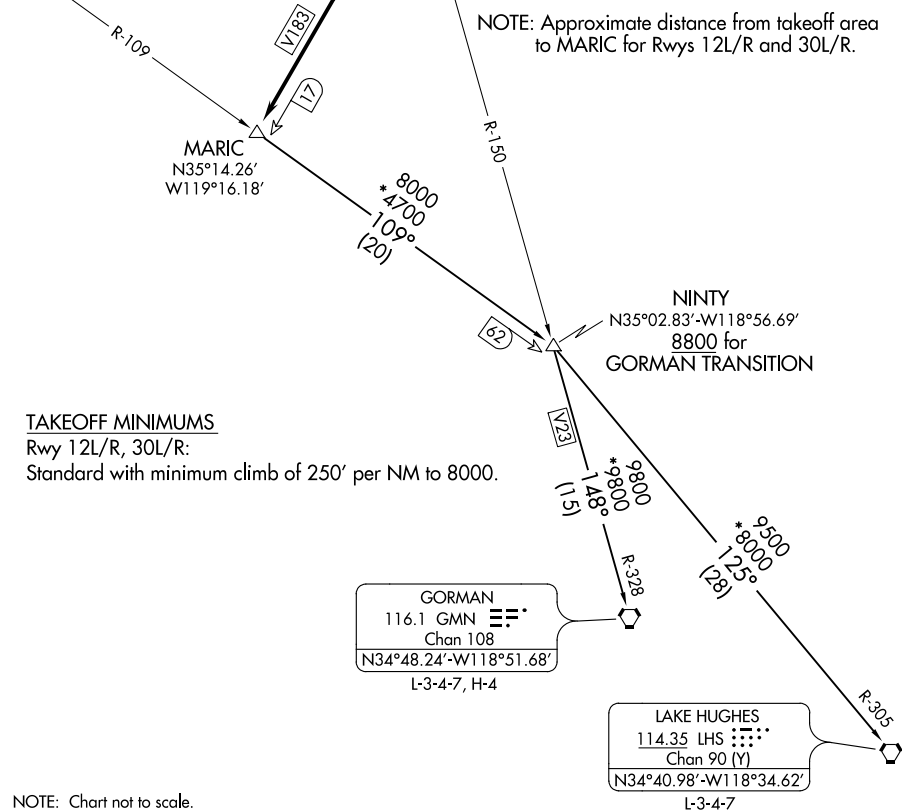 R-109
V183
17
NOTE: Approximate distance from takeoff area
to MARIC for Rwys 12L/R and 30L/R.
R-150
MARIC
N35°14.26′
W119°16.18′
8000
*4700
109°
(20)
NINTY
N35°02.83′-W118°56.69′
8800 for
GORMAN TRANSITION
62
TAKEOFF MINIMUMS
Rwy 12L/R, 30L/R:
Standard with minimum climb of 250′ per NM to 8000.
V23
9800
*9800
148°
(15)
R-328
9500
*8000
125°
(28)
R-305
GORMAN
116.1 GMN
Chan 108
N34°48.24′-W118°51.68′
L-3-4-7, H-4
LAKE HUGHES
114.35 LHS
Chan 90 (Y)
N34°40.98′-W118°34.62′
L-3-4-7
NOTE: Chart not to scale.